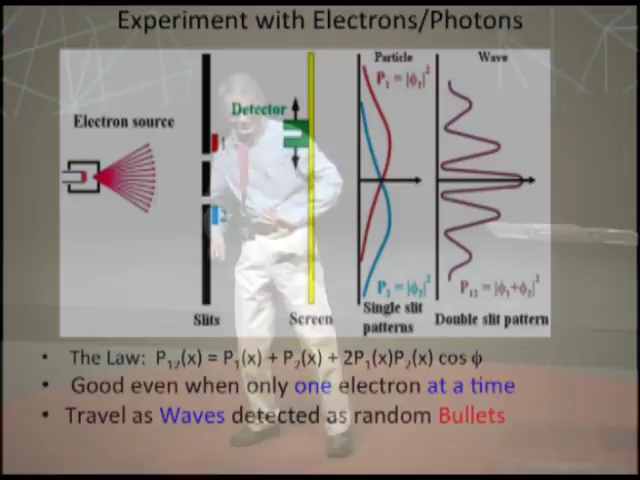 Experiment with Electrons/Photons
Particle
Wave
P₁ = |ϕ₁|²
Detector
Electron source
1
2
P₁ = |ϕ₂|²
P₁₂ = |ϕ₁+ϕ₂|²
Slits
Screen
Single slit
patterns
Double slit pattern
• The Law: P₁₂(x) = P₁(x) + P₂(x) + 2P₁(x)P₂(x) cos ϕ
• Good even when only one electron at a time
• Travel as Waves detected as random Bullets